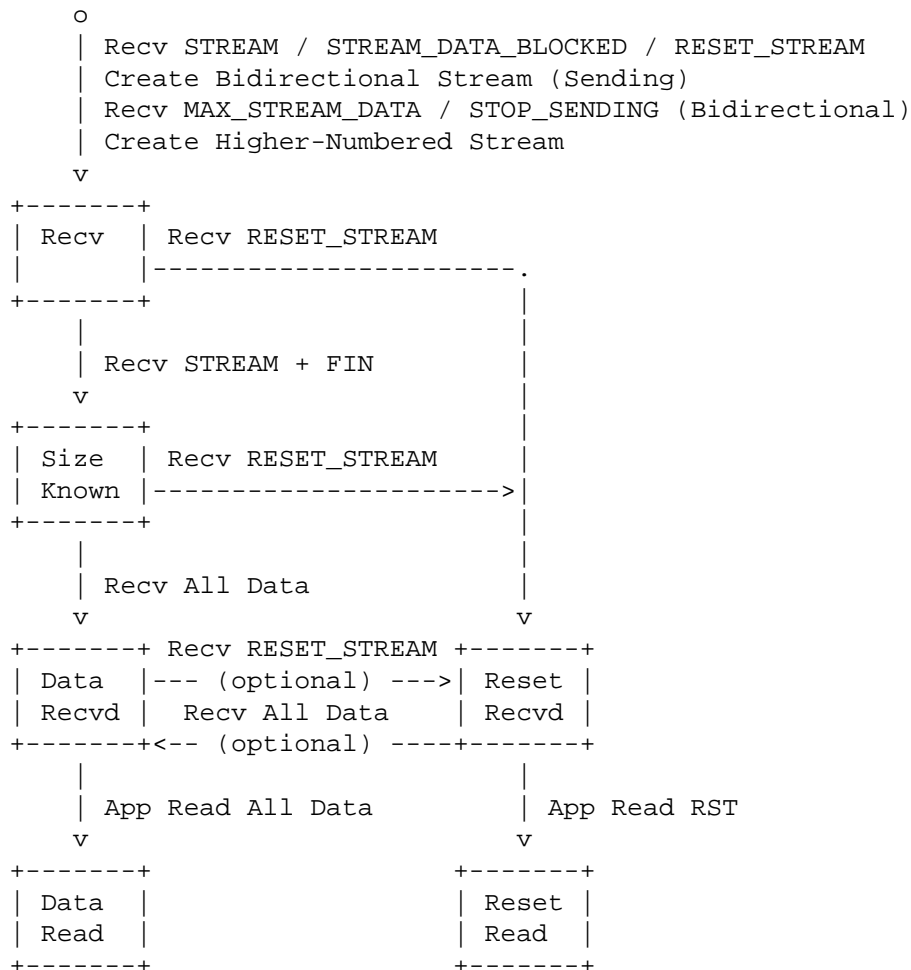 o
| Recv STREAM / STREAM_DATA_BLOCKED / RESET_STREAM
| Create Bidirectional Stream (Sending)
| Recv MAX_STREAM_DATA / STOP_SENDING (Bidirectional)
| Create Higher-Numbered Stream
v
+-------+
| Recv  | Recv RESET_STREAM
|       |-----------------------.
+-------+                       |
|                           |
| Recv STREAM + FIN         |
v                           |
+-------+                       |
| Size  | Recv RESET_STREAM     |
| Known |---------------------->|
+-------+                       |
|                           |
| Recv All Data             |
v                           v
+-------+ Recv RESET_STREAM +-------+
| Data  |--- (optional) --->| Reset |
| Recvd |  Recv All Data    | Recvd |
+-------+<-- (optional) ----+-------+
|                           |
| App Read All Data         | App Read RST
v                           v
+-------+                   +-------+
| Data  |                   | Reset |
| Read  |                   | Read  |
+-------+                   +-------+